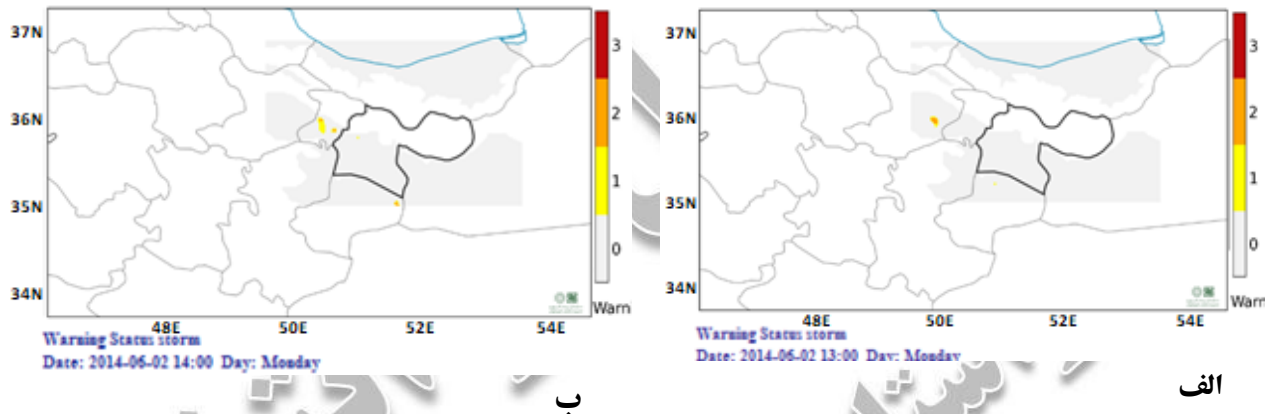 37N
36N
35N
34N
48E 50E 52E 54E
3
2
1
0
Warn
Warning Status storm
Date: 2014-06-02 14:00 Day: Monday
ب
37N
36N
35N
34N
48E 50E 52E 54E
3
2
1
0
Warn
Warning Status storm
Date: 2014-06-02 13:00 Day: Monday
الف